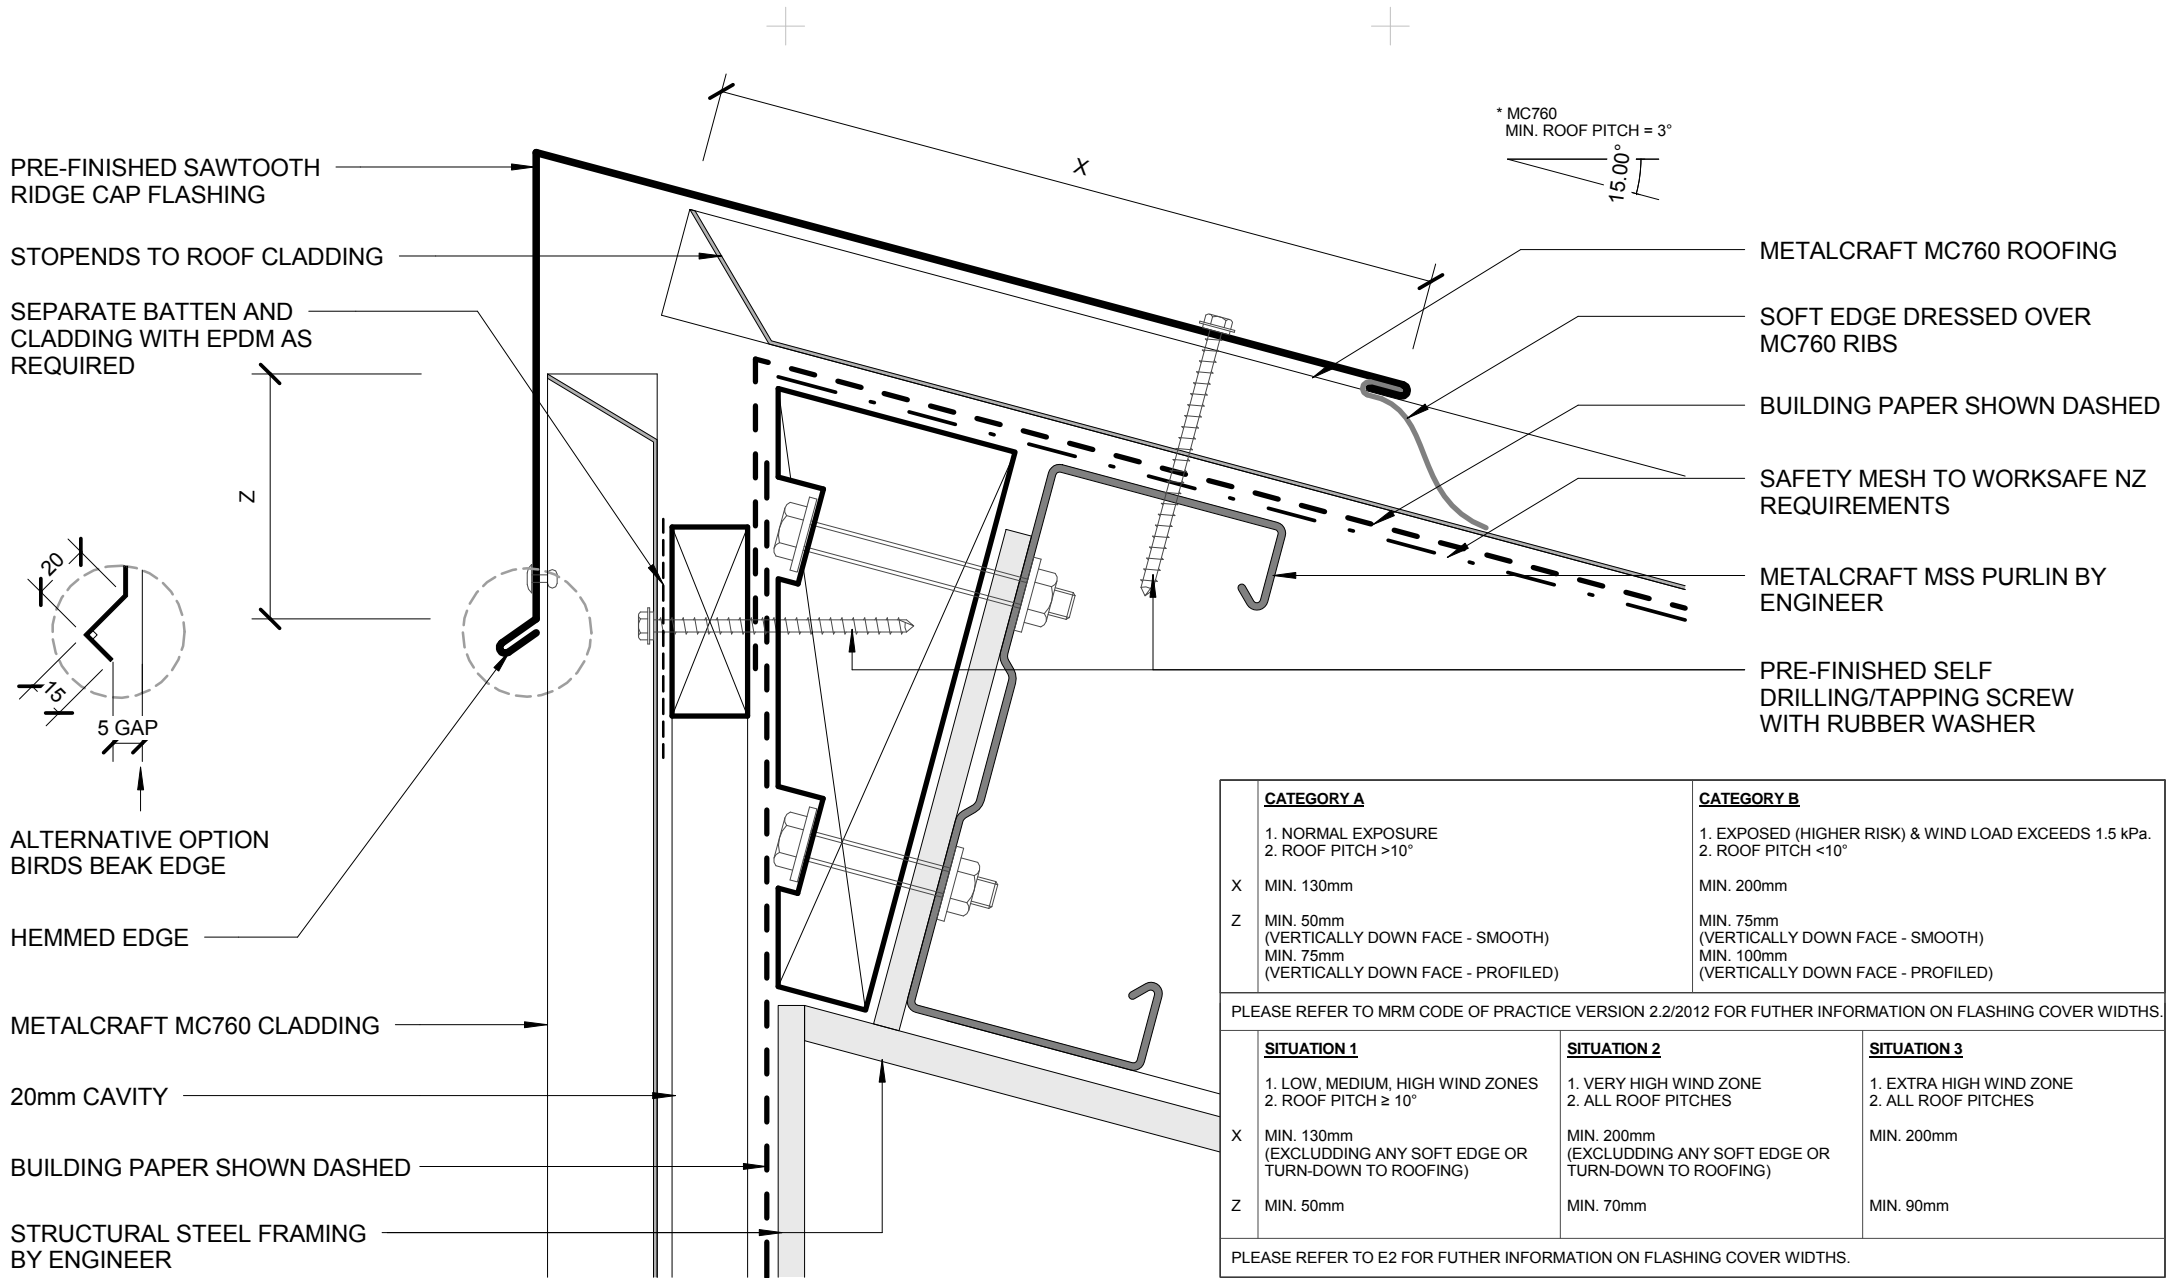 * MC760
MIN. ROOF PITCH = 3°
15.00°
X
PRE-FINISHED SAWTOOTH
RIDGE CAP FLASHING
STOPENDS TO ROOF CLADDING
SEPARATE BATTEN AND
CLADDING WITH EPDM AS
REQUIRED
Z
20
15
5 GAP
ALTERNATIVE OPTION
BIRDS BEAK EDGE
HEMMED EDGE
METALCRAFT MC760 CLADDING
20mm CAVITY
BUILDING PAPER SHOWN DASHED
STRUCTURAL STEEL FRAMING
BY ENGINEER
METALCRAFT MC760 ROOFING
SOFT EDGE DRESSED OVER
MC760 RIBS
BUILDING PAPER SHOWN DASHED
SAFETY MESH TO WORKSAFE NZ
REQUIREMENTS
METALCRAFT MSS PURLIN BY
ENGINEER
PRE-FINISHED SELF
DRILLING/TAPPING SCREW
WITH RUBBER WASHER
CATEGORY A
1. NORMAL EXPOSURE
2. ROOF PITCH >10°
CATEGORY B
1. EXPOSED (HIGHER RISK) & WIND LOAD EXCEEDS 1.5 kPa.
2. ROOF PITCH <10°
X MIN. 130mm MIN. 200mm
Z MIN. 50mm MIN. 75mm
(VERTICALLY DOWN FACE - SMOOTH) (VERTICALLY DOWN FACE - SMOOTH)
MIN. 75mm MIN. 100mm
(VERTICALLY DOWN FACE - PROFILED) (VERTICALLY DOWN FACE - PROFILED)
PLEASE REFER TO MRM CODE OF PRACTICE VERSION 2.2/2012 FOR FUTHER INFORMATION ON FLASHING COVER WIDTHS.
SITUATION 1 SITUATION 2 SITUATION 3
1. LOW, MEDIUM, HIGH WIND ZONES 1. VERY HIGH WIND ZONE 1. EXTRA HIGH WIND ZONE
2. ROOF PITCH ≥ 10° 2. ALL ROOF PITCHES 2. ALL ROOF PITCHES
X MIN. 130mm MIN. 200mm MIN. 200mm
(EXCLUDDING ANY SOFT EDGE OR (EXCLUDDING ANY SOFT EDGE OR
TURN-DOWN TO ROOFING) TURN-DOWN TO ROOFING)
Z MIN. 50mm MIN. 70mm MIN. 90mm
PLEASE REFER TO E2 FOR FUTHER INFORMATION ON FLASHING COVER WIDTHS.